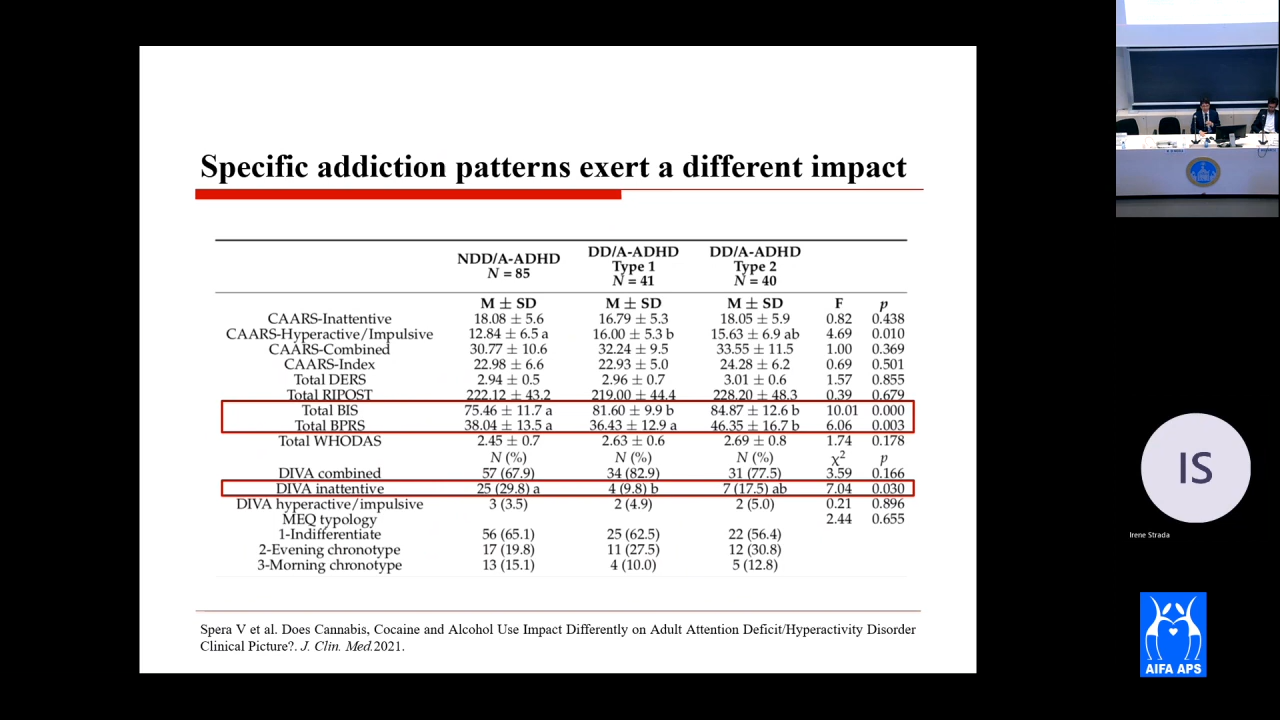 Specific addiction patterns exert a different impact
NDD/A-ADHD
N = 85
DD/A-ADHD
Type 1
N = 41
DD/A-ADHD
Type 2
N = 40
M ± SD M ± SD M ± SD F p
CAARS-Inattentive 18.08 ± 5.6 16.79 ± 5.3 18.05 ± 5.9 0.82 0.438
CAARS-Hyperactive/Impulsive 12.84 ± 6.5 a 16.00 ± 5.3 b 15.63 ± 6.9 ab 4.69 0.010
CAARS-Combined 30.77 ± 10.6 32.24 ± 9.5 33.55 ± 11.5 1.00 0.369
CAARS-Index 22.98 ± 6.6 22.93 ± 5.0 24.28 ± 6.2 0.69 0.501
Total DERS 2.94 ± 0.5 2.96 ± 0.7 3.01 ± 0.6 1.57 0.855
Total RIPOST 222.12 ± 43.2 219.00 ± 44.4 228.20 ± 48.3 0.39 0.679
Total BIS 75.46 ± 11.7 a 81.60 ± 9.9 b 84.87 ± 12.6 b 10.01 0.000
Total BPRS 38.04 ± 13.5 a 36.43 ± 12.9 a 46.35 ± 16.7 b 6.06 0.003
Total WHODAS 2.45 ± 0.7 2.63 ± 0.6 2.69 ± 0.8 1.74 0.178
N (%) N (%) N (%) χ2 p
DIVA combined 57 (67.9) 34 (82.9) 31 (77.5) 3.59 0.166
DIVA inattentive 25 (29.8) a 4 (9.8) b 7 (17.5) ab 7.04 0.030
DIVA hyperactive/impulsive 3 (3.5) 2 (4.9) 2 (5.0) 0.21 0.896
MEQ typology 2.44 0.655
1-Indifferentiate 56 (65.1) 25 (62.5) 22 (56.4)
2-Evening chronotype 17 (19.8) 11 (27.5) 12 (30.8)
3-Morning chronotype 13 (15.1) 4 (10.0) 5 (12.8)
Spera V et al. Does Cannabis, Cocaine and Alcohol Use Impact Differently on Adult Attention Deficit/Hyperactivity Disorder
Clinical Picture?. J. Clin. Med.2021.
IS
Irene Strada
AIFA APS